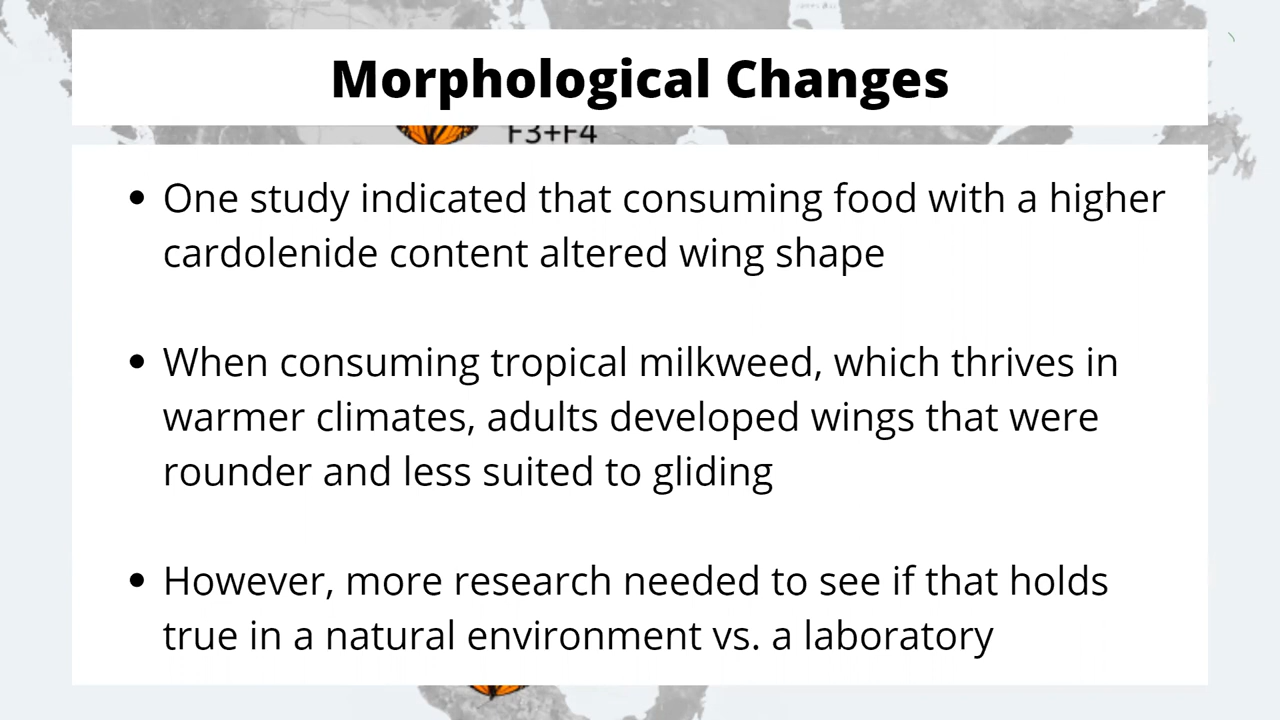 Morphological Changes
F3+F4
• One study indicated that consuming food with a higher
cardolenide content altered wing shape
• When consuming tropical milkweed, which thrives in
warmer climates, adults developed wings that were
rounder and less suited to gliding
• However, more research needed to see if that holds
true in a natural environment vs. a laboratory